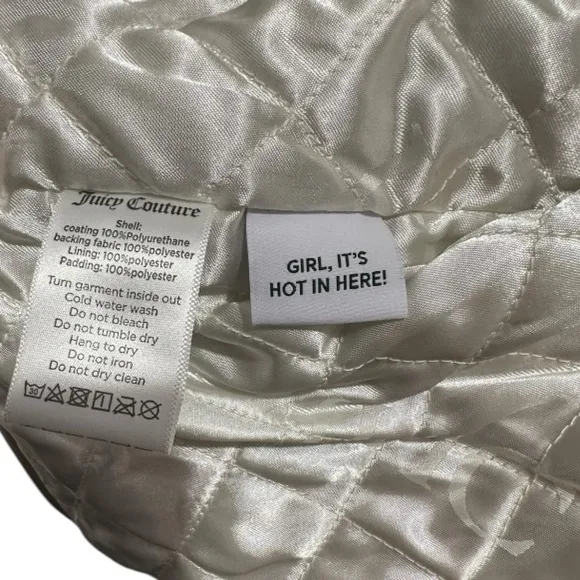 Juicy Couture
Shell:
coating 100%Polyurethane
backing fabric 100%polyester
Lining: 100%polyester
Padding: 100%polyester
Turn garment inside out
Cold water wash
Do not bleach
Do not tumble dry
Hang to dry
Do not iron
Do not dry clean
30
GIRL, IT'S
HOT IN HERE!